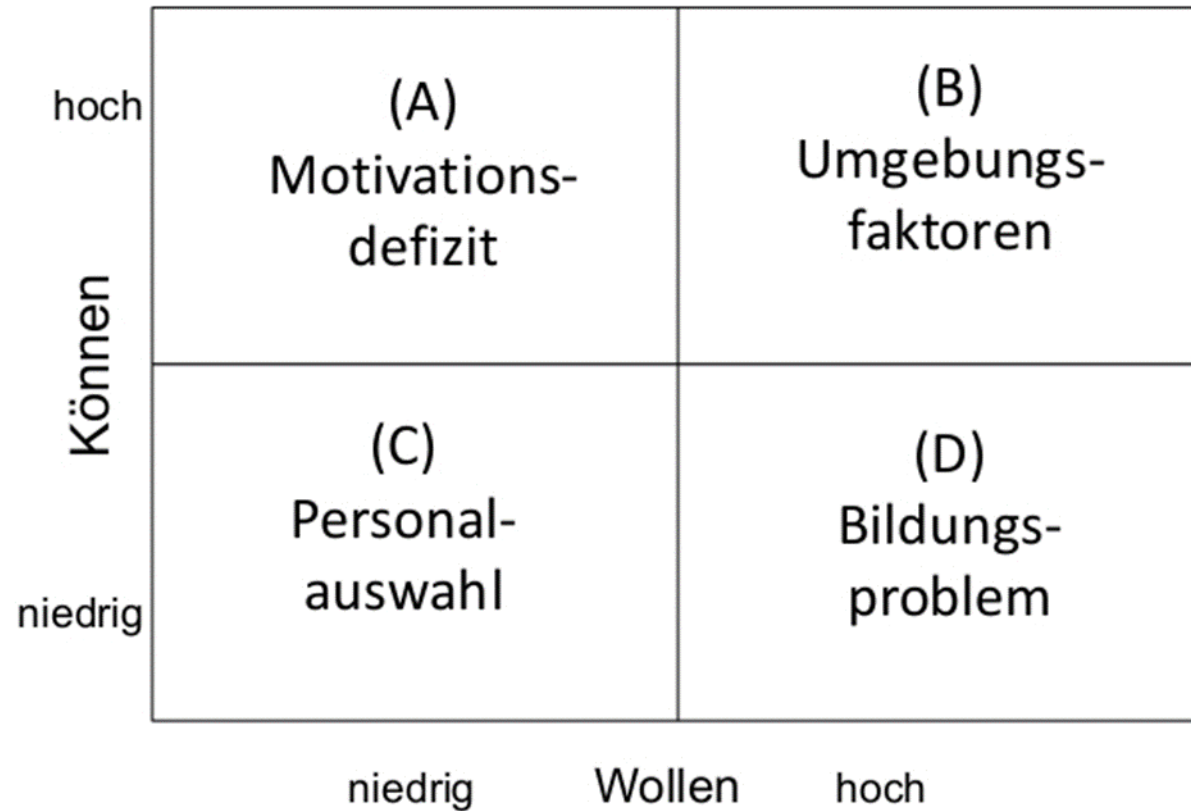 hoch
(A)
Motivations-
defizit
(B)
Umgebungs-
faktoren
Können
(C)
Personal-
auswahl
(D)
Bildungs-
problem
niedrig
niedrig Wollen hoch